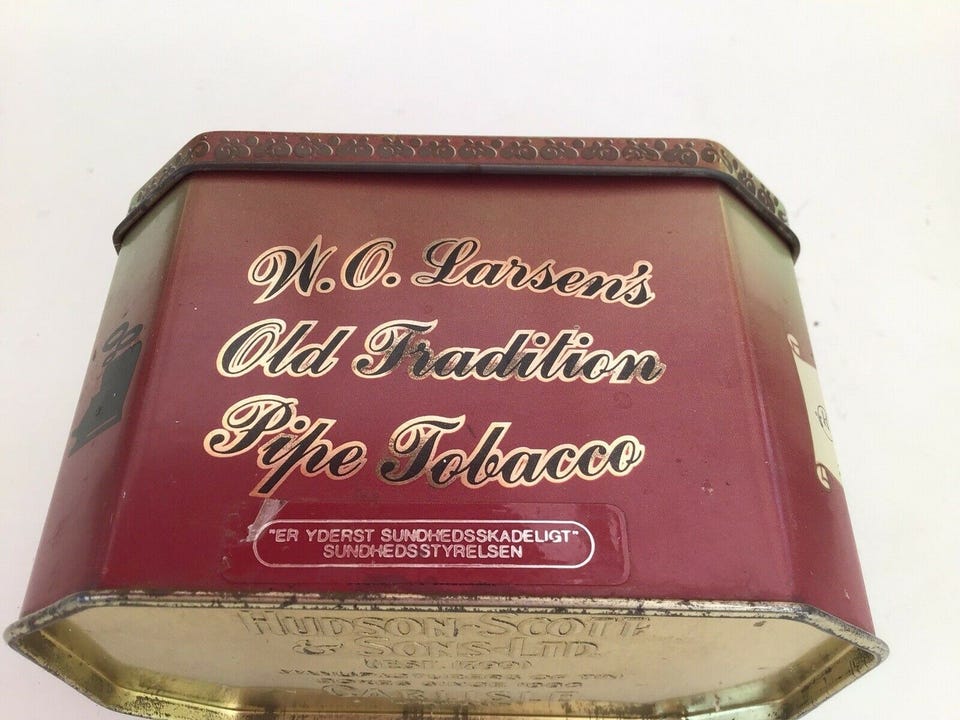 W.O. Larsen's
Old Tradition
Pipe Tobacco
"ER YDERST SUNDHEDSSKADELIGT"
SUNDHEDSSTYRELSEN
HUDSON SCOTT
& SONS LTD
CARLISLE